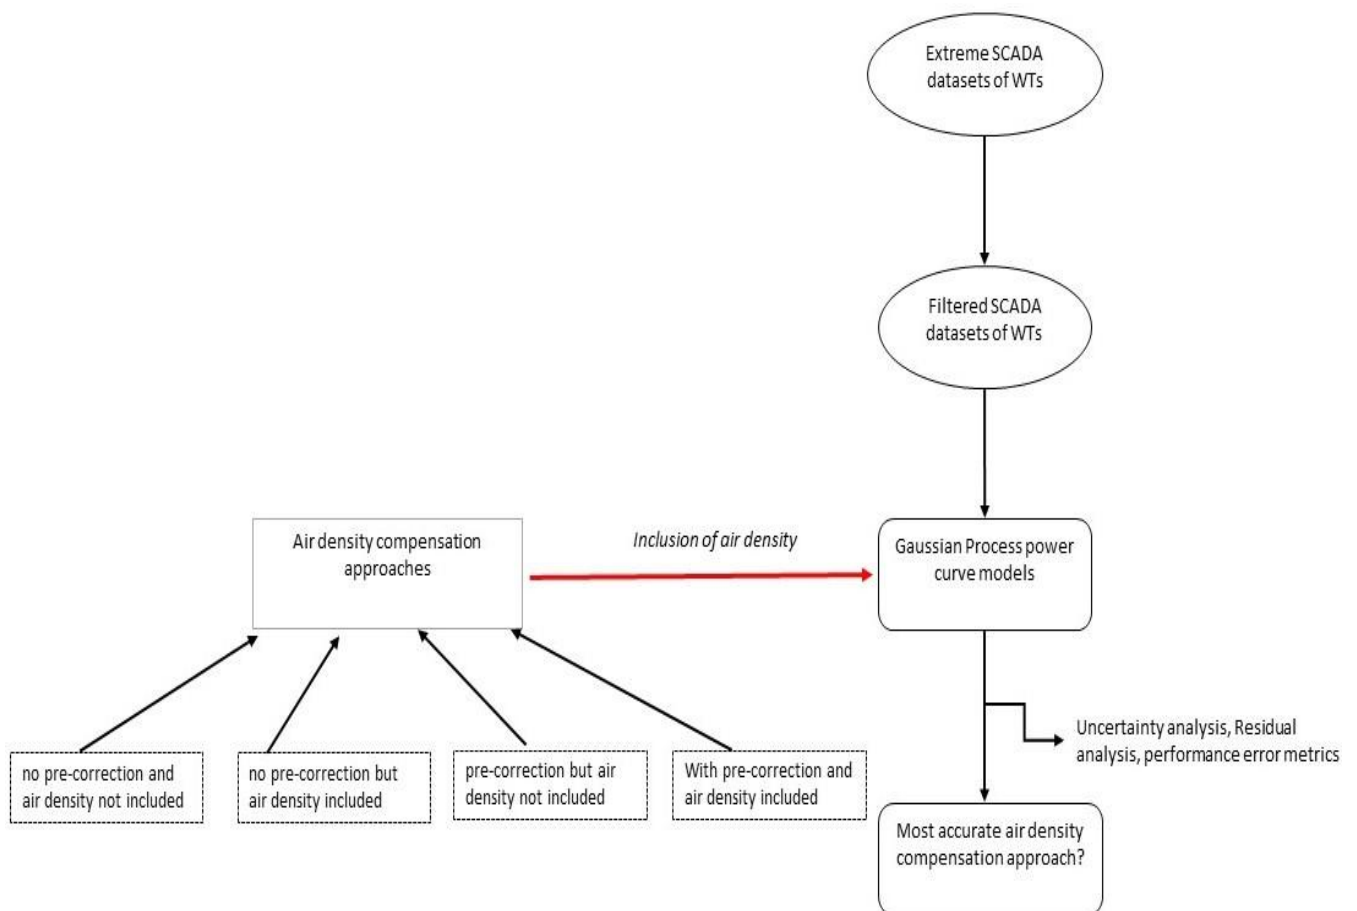 Extreme SCADA
datasets of WTs
Filtered SCADA
datasets of WTs
Air density compensation
approaches
Inclusion of air density
Gaussian Process power
curve models
Uncertainty analysis, Residual
analysis, performance error metrics
no pre-correction and
air density not included
no pre-correction but
air density included
pre-correction but air
density not included
With pre-correction and
air density included
Most accurate air density
compensation approach?